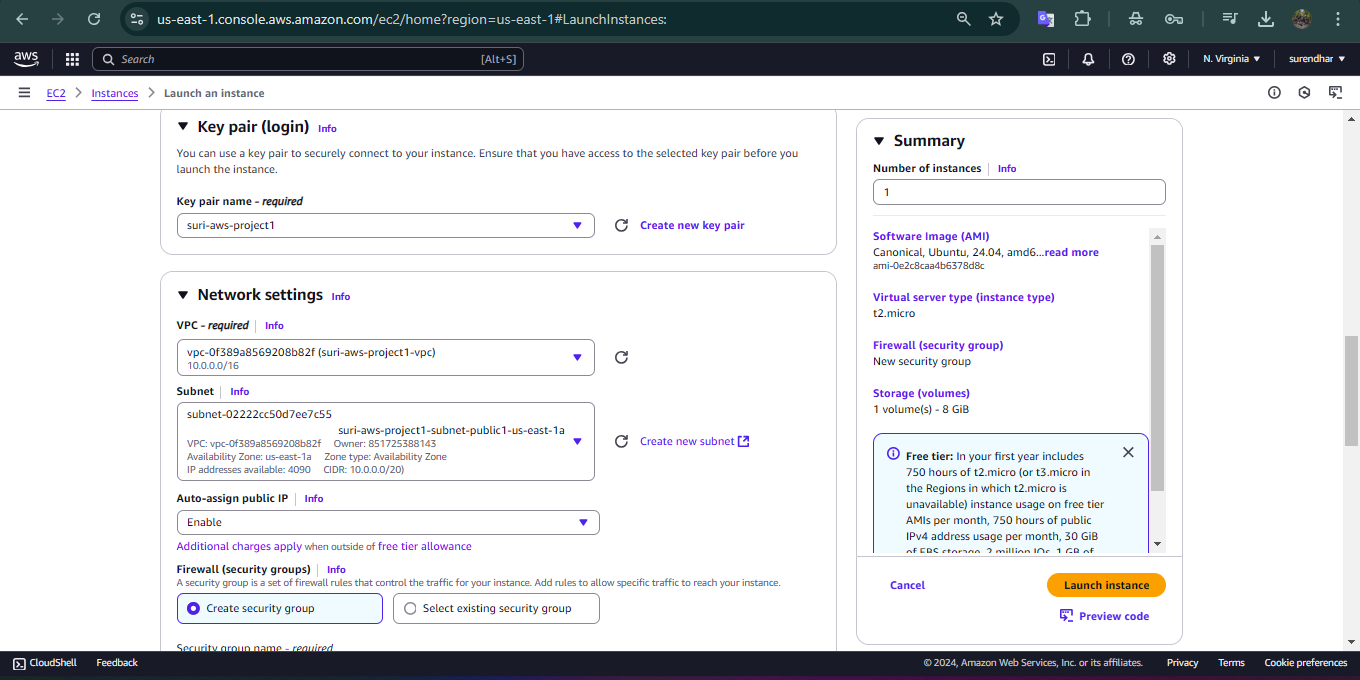 us-east-1.console.aws.amazon.com/ec2/home?region=us-east-1#LaunchInstances:
aws
Search
[Alt+S]
N. Virginia
surendhar
EC2
Instances
Launch an instance
Key pair (login)
Info
You can use a key pair to securely connect to your instance. Ensure that you have access to the selected key pair before you
launch the instance.
Key pair name - required
suri-aws-project1
Create new key pair
Network settings
Info
VPC - required
Info
vpc-0f389a8569208b82f (suri-aws-project1-vpc)
10.0.0.0/16
Subnet
Info
subnet-02222cc50d7ee7c55
suri-aws-project1-subnet-public1-us-east-1a
VPC: vpc-0f389a8569208b82f Owner: 851725388143
Availability Zone: us-east-1a Zone type: Availability Zone
IP addresses available: 4090 CIDR: 10.0.0.0/20)
Create new subnet
Auto-assign public IP
Info
Enable
Additional charges apply when outside of free tier allowance
Firewall (security groups)
Info
A security group is a set of firewall rules that control the traffic for your instance. Add rules to allow specific traffic to reach your instance.
Create security group
Select existing security group
Security group name - required
Summary
Number of instances
Info
1
Software Image (AMI)
Canonical, Ubuntu, 24.04, amd6...read more
ami-0e2c8caa4b6378d8c
Virtual server type (instance type)
t2.micro
Firewall (security group)
New security group
Storage (volumes)
1 volume(s) - 8 GiB
Free tier: In your first year includes
750 hours of t2.micro (or t3.micro in
the Regions in which t2.micro is
unavailable) instance usage on free tier
AMIs per month, 750 hours of public
IPv4 address usage per month, 30 GiB
of EBS storage, 2 million IOs, 1 GB of
Cancel
Launch instance
Preview code
CloudShell
Feedback
© 2024, Amazon Web Services, Inc. or its affiliates.
Privacy
Terms
Cookie preferences